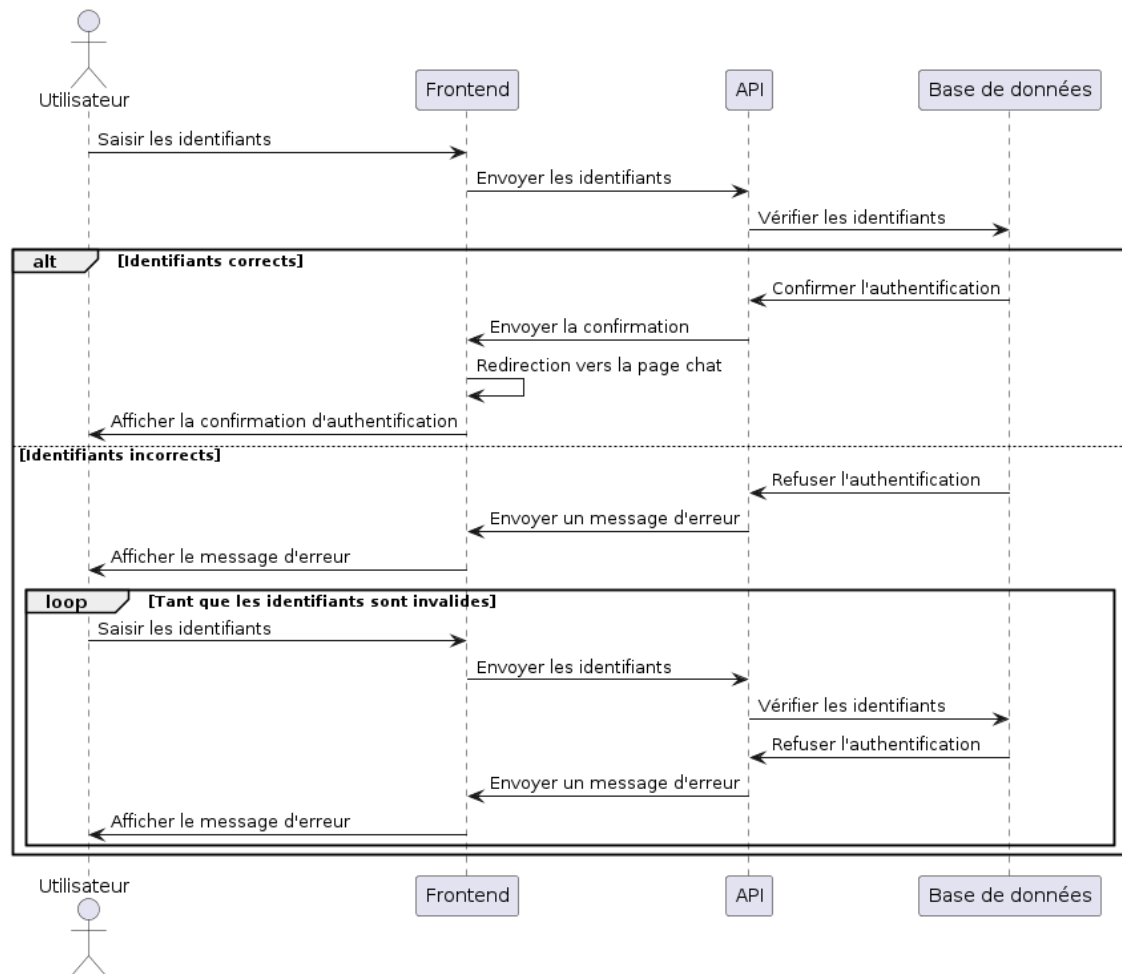 Utilisateur
Frontend
API
Base de données
Saisir les identifiants
Envoyer les identifiants
Vérifier les identifiants
alt
[Identifiants corrects]
Confirmer l'authentification
Envoyer la confirmation
Redirection vers la page chat
Afficher la confirmation d'authentification
[Identifiants incorrects]
Refuser l'authentification
Envoyer un message d'erreur
Afficher le message d'erreur
loop
[Tant que les identifiants sont invalides]
Saisir les identifiants
Envoyer les identifiants
Vérifier les identifiants
Refuser l'authentification
Envoyer un message d'erreur
Afficher le message d'erreur
Utilisateur
Frontend
API
Base de données